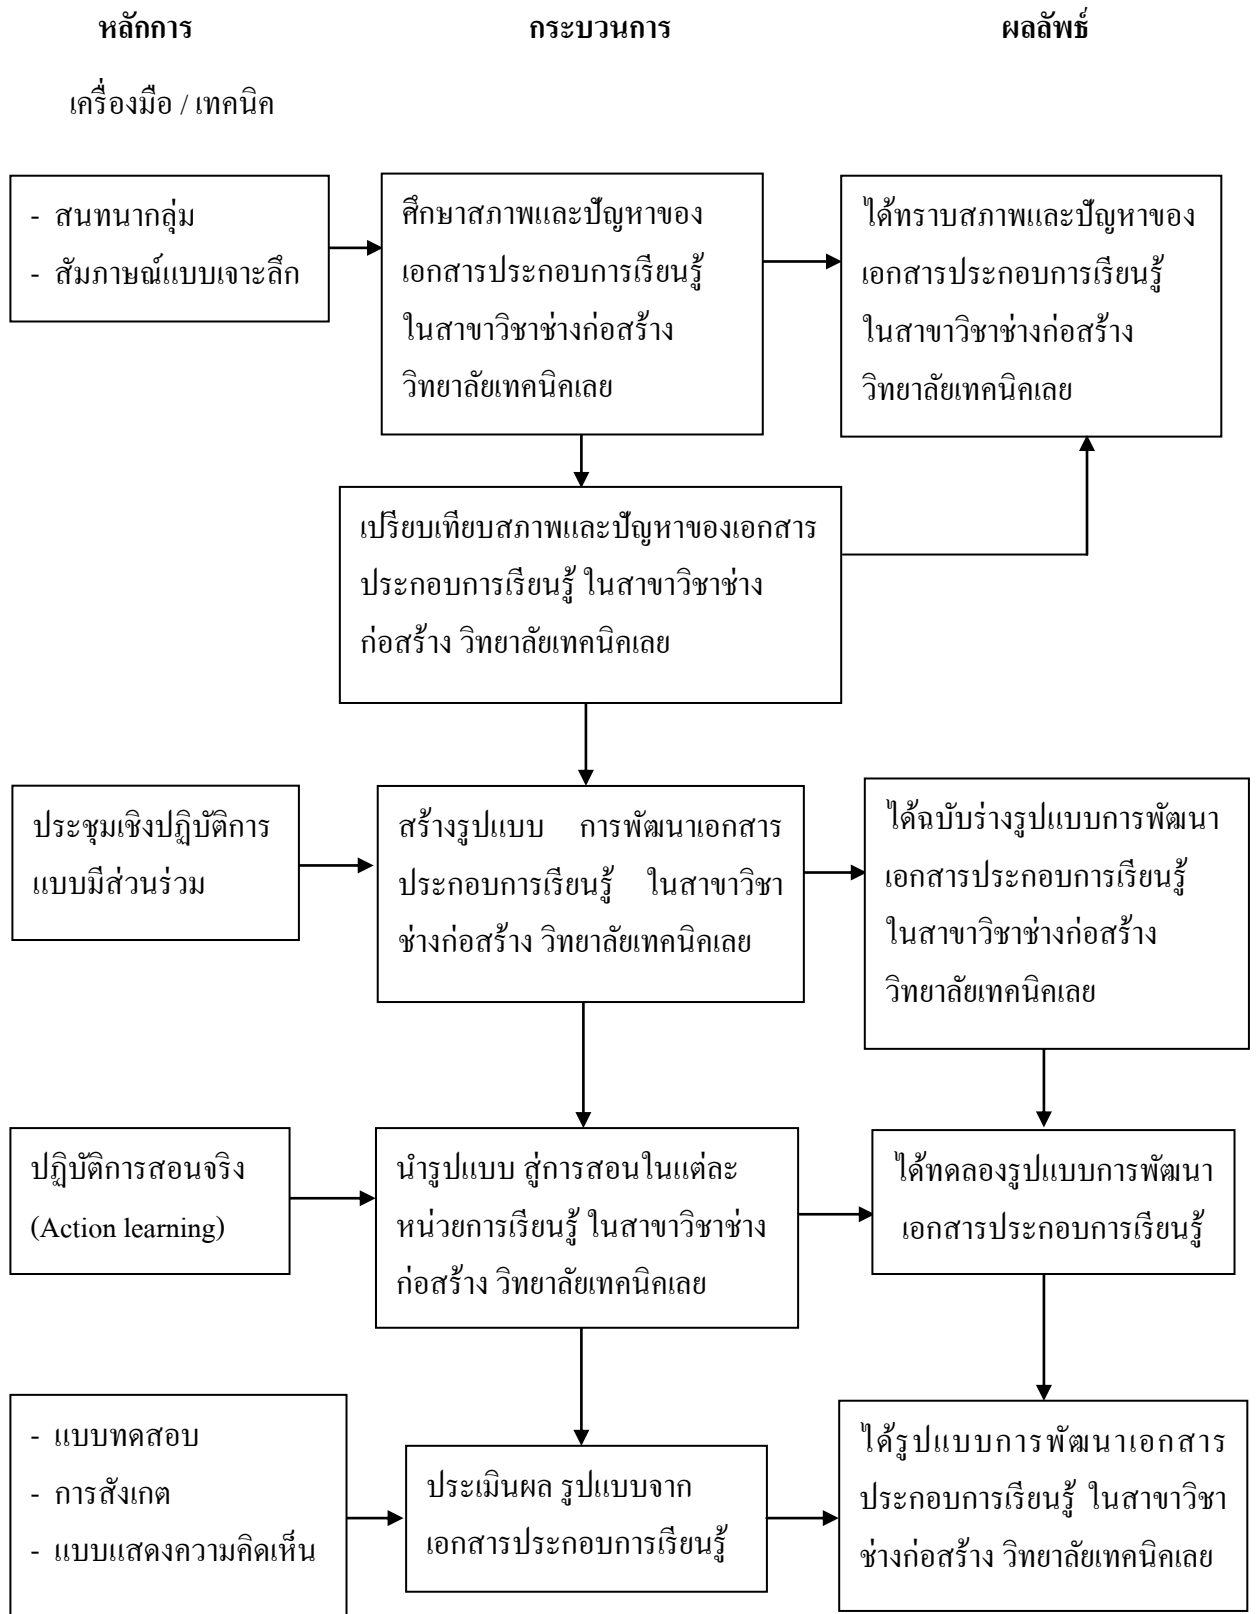 หลักการ กระบวนการ ผลลัพธ์
เครื่องมือ / เทคนิค
- สนทนากลุ่ม
- สัมภาษณ์แบบเจาะลึก
ศึกษาสภาพและปัญหาของ
เอกสารประกอบการเรียนรู้
ในสาขาวิชาช่างก่อสร้าง
วิทยาลัยเทคนิคเลย
ได้ทราบสภาพและปัญหาของ
เอกสารประกอบการเรียนรู้
ในสาขาวิชาช่างก่อสร้าง
วิทยาลัยเทคนิคเลย
เปรียบเทียบสภาพและปัญหาของเอกสาร
ประกอบการเรียนรู้ ในสาขาวิชาช่าง
ก่อสร้าง วิทยาลัยเทคนิคเลย
ประชุมเชิงปฏิบัติการ
แบบมีส่วนร่วม
สร้างรูปแบบ การพัฒนาเอกสาร
ประกอบการเรียนรู้ ในสาขาวิชา
ช่างก่อสร้าง วิทยาลัยเทคนิคเลย
ได้ฉบับร่างรูปแบบการพัฒนา
เอกสารประกอบการเรียนรู้
ในสาขาวิชาช่างก่อสร้าง
วิทยาลัยเทคนิคเลย
ปฏิบัติการสอนจริง
(Action learning)
นำรูปแบบ สู่การสอนในแต่ละ
หน่วยการเรียนรู้ ในสาขาวิชาช่าง
ก่อสร้าง วิทยาลัยเทคนิคเลย
ได้ทดลองรูปแบบการพัฒนา
เอกสารประกอบการเรียนรู้
- แบบทดสอบ
- การสังเกต
- แบบแสดงความคิดเห็น
ประเมินผล รูปแบบจาก
เอกสารประกอบการเรียนรู้
ได้รูปแบบการพัฒนาเอกสาร
ประกอบการเรียนรู้ ในสาขาวิชา
ช่างก่อสร้าง วิทยาลัยเทคนิคเลย